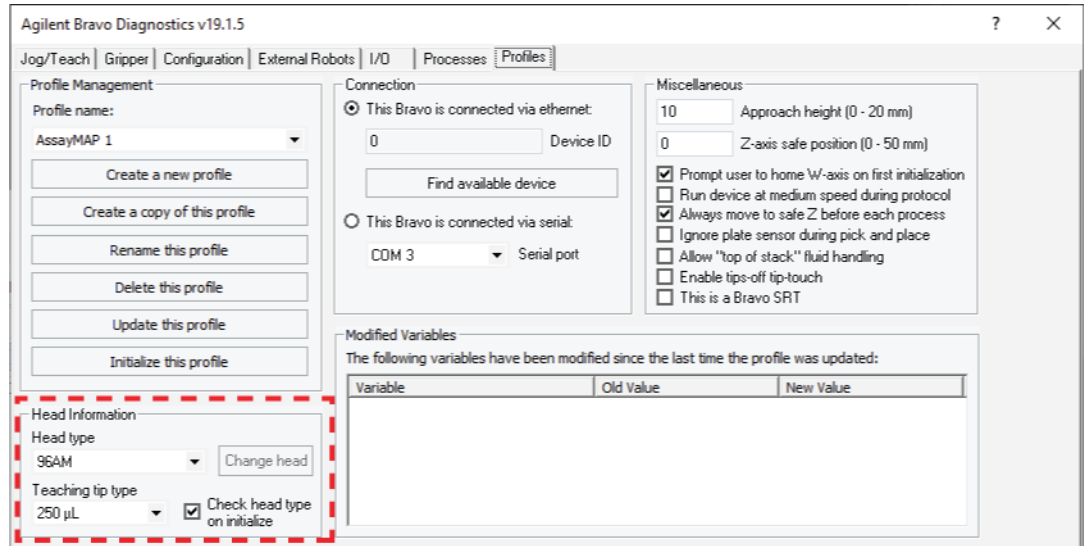 Agilent Bravo Diagnostics v19.1.5
?
Jog/Teach Gripper Configuration External Robots I/O Processes Profiles
Profile Management
Profile name:
AssayMAP 1
Create a new profile
Create a copy of this profile
Rename this profile
Delete this profile
Update this profile
Initialize this profile
Head Information
Head type
96AM
Change head
Teaching tip type
250 µL
Check head type
on initialize
Connection
This Bravo is connected via ethernet:
0 Device ID
Find available device
This Bravo is connected via serial:
COM 3 Serial port
Miscellaneous
10 Approach height (0 - 20 mm)
0 Z-axis safe position (0 - 50 mm)
Prompt user to home W-axis on first initialization
Run device at medium speed during protocol
Always move to safe Z before each process
Ignore plate sensor during pick and place
Allow "top of stack" fluid handling
Enable tips-off tip-touch
This is a Bravo SRT
Modified Variables
The following variables have been modified since the last time the profile was updated:
Variable Old Value New Value